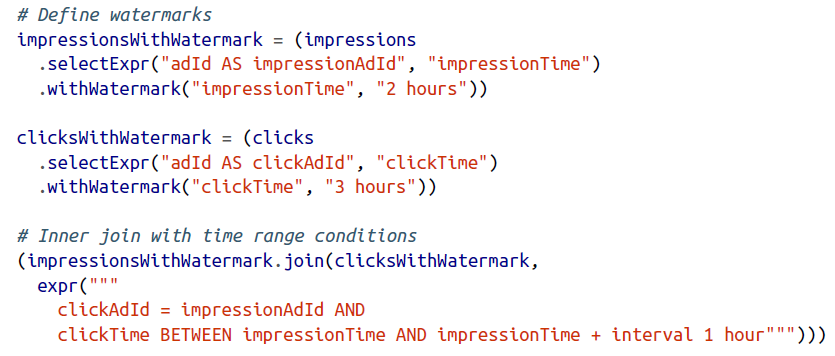 # Define watermarks
impressionsWithWatermark = (impressions
  .selectExpr("adId AS impressionAdId", "impressionTime")
  .withWatermark("impressionTime", "2 hours"))

clicksWithWatermark = (clicks
  .selectExpr("adId AS clickAdId", "clickTime")
  .withWatermark("clickTime", "3 hours"))

# Inner join with time range conditions
(impressionsWithWatermark.join(clicksWithWatermark,
  expr("""
    clickAdId = impressionAdId AND
    clickTime BETWEEN impressionTime AND impressionTime + interval 1 hour""")))